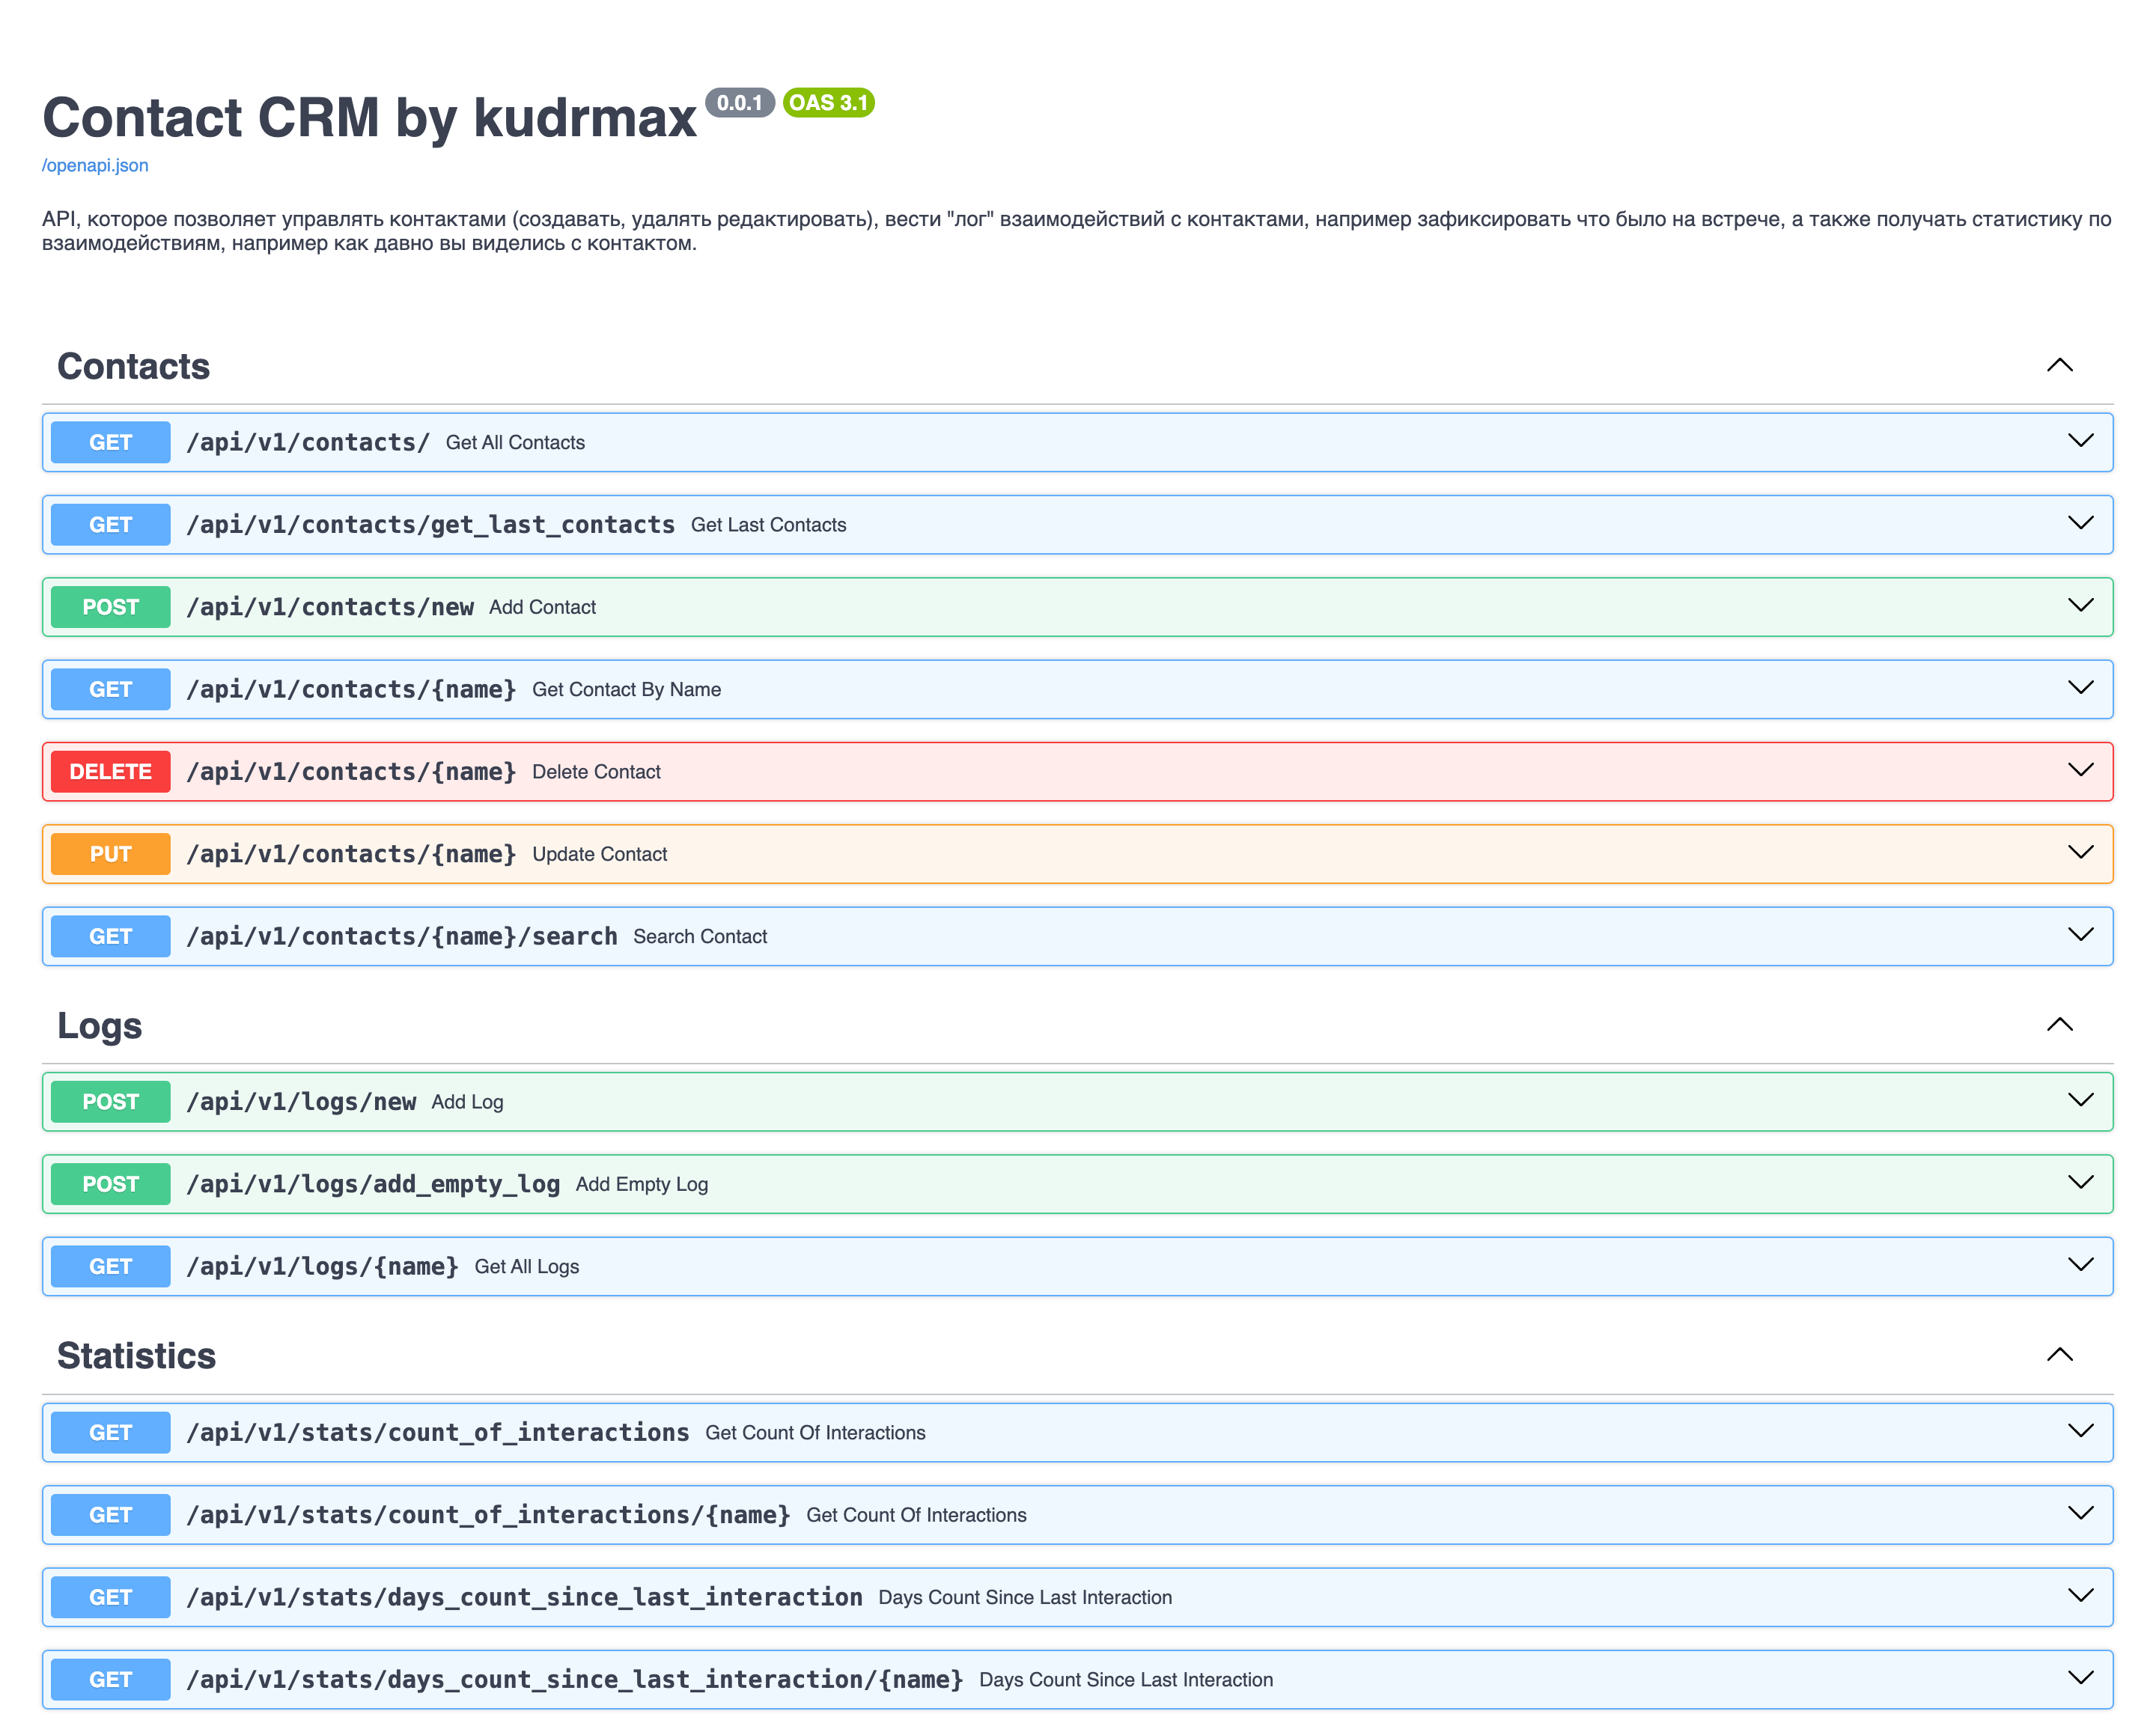 Contact CRM by kudrmax 0.0.1 OAS 3.1
/openapi.json
API, которое позволяет управлять контактами (создавать, удалять редактировать), вести "лог" взаимодействий с контактами, например зафиксировать что было на встрече, а также получать статистику по
взаимодействиям, например как давно вы виделись с контактом.
Contacts
GET /api/v1/contacts/ Get All Contacts
GET /api/v1/contacts/get_last_contacts Get Last Contacts
POST /api/v1/contacts/new Add Contact
GET /api/v1/contacts/{name} Get Contact By Name
DELETE /api/v1/contacts/{name} Delete Contact
PUT /api/v1/contacts/{name} Update Contact
GET /api/v1/contacts/{name}/search Search Contact
Logs
POST /api/v1/logs/new Add Log
POST /api/v1/logs/add_empty_log Add Empty Log
GET /api/v1/logs/{name} Get All Logs
Statistics
GET /api/v1/stats/count_of_interactions Get Count Of Interactions
GET /api/v1/stats/count_of_interactions/{name} Get Count Of Interactions
GET /api/v1/stats/days_count_since_last_interaction Days Count Since Last Interaction
GET /api/v1/stats/days_count_since_last_interaction/{name} Days Count Since Last Interaction